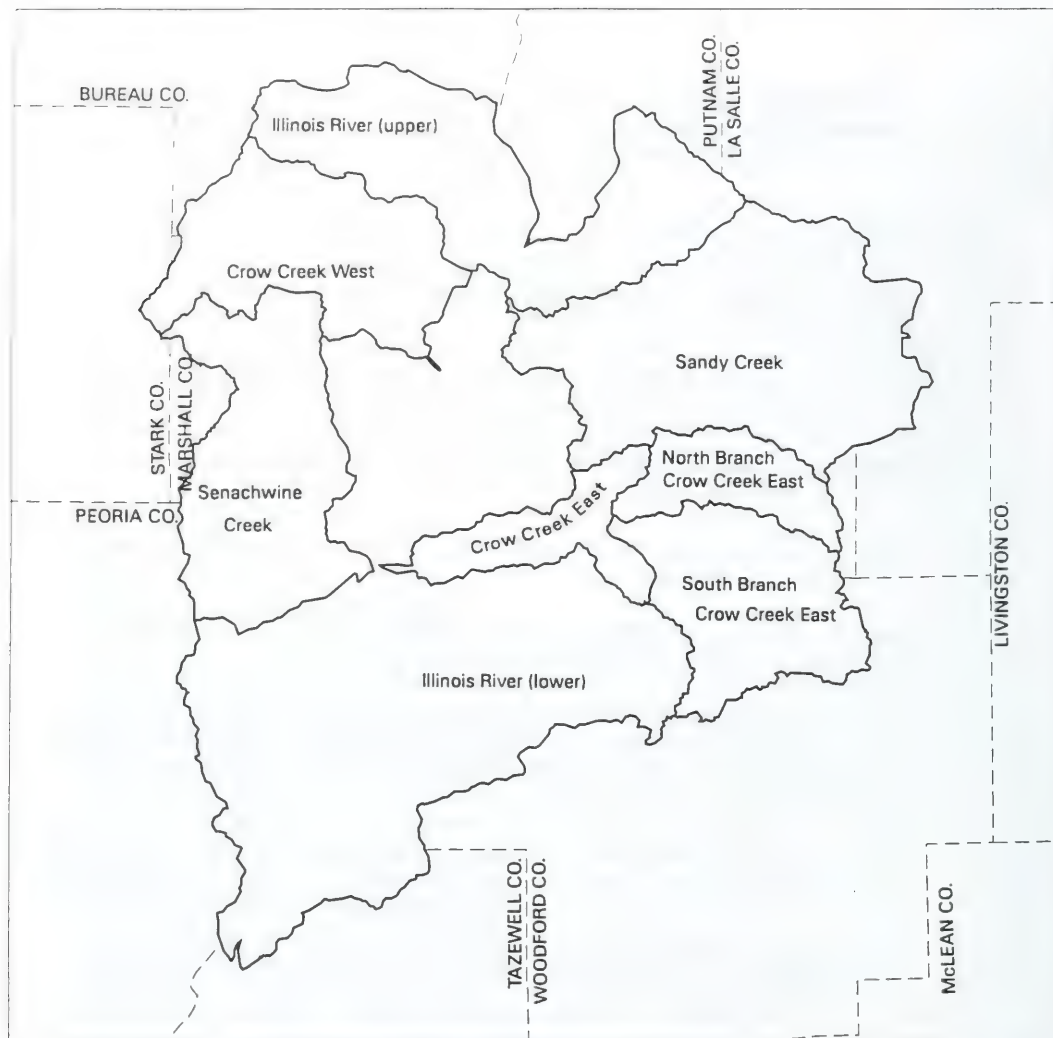 BUREAU CO.
Illinois River (upper)
PUTNAM CO.
LA SALLE CO.
Crow Creek West
Sandy Creek
STARK CO.
MARSHALL CO.
North Branch
Crow Creek East
Senachwine
Creek
PEORIA CO.
Crow Creek East
South Branch
Crow Creek East
LIVINGSTON CO.
Illinois River (lower)
TAZEWELL CO.
WOODFORD CO.
McLEAN CO.